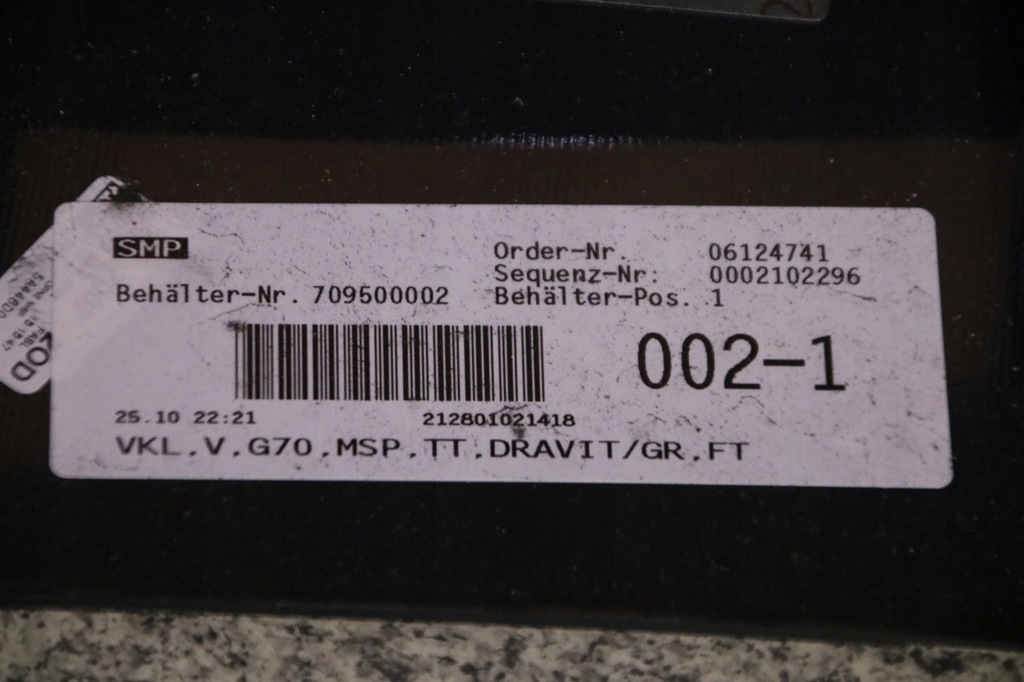 SMP
Order-Nr. 06124741
Sequenz-Nr. 0002102296
Behälter-Nr. 709500002 Behälter-Pos. 1
002-1
25.10 22:21 212801021418
VKL.V.G70.MSP.TT.DRAVIT/GR.FT
ZOD